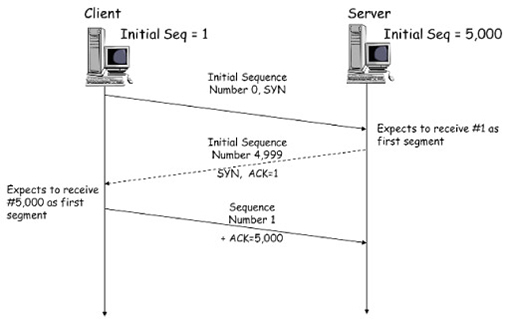 Client
Server
Initial Seq = 1
Initial Seq = 5,000
Initial Sequence
Number 0, SYN
Expects to receive #1 as
first segment
Initial Sequence
Number 4,999
SYN, ACK=1
Expects to receive
#5,000 as first
segment
Sequence
Number 1
+ ACK=5,000